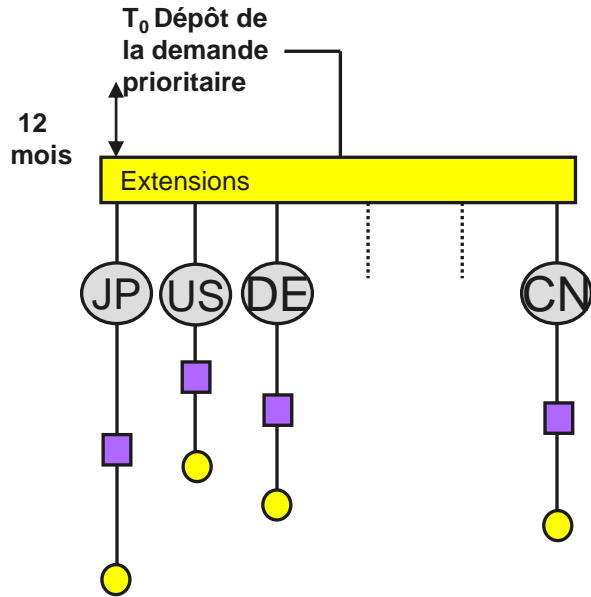 T₀ Dépôt de
la demande
prioritaire
12
mois
Extensions
JP US DE CN